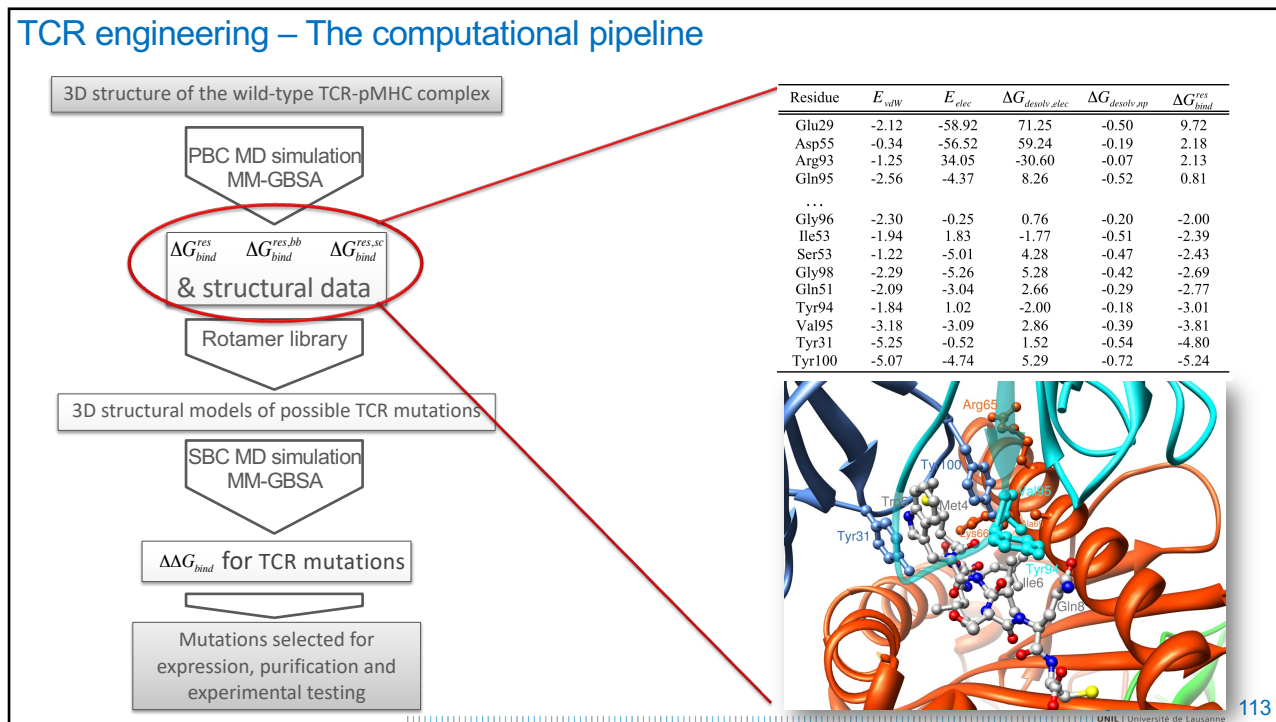 TCR engineering – The computational pipeline
3D structure of the wild-type TCR-pMHC complex
PBC MD simulation
MM-GBSA
ΔG_bind^res ΔG_bind^res,bb ΔG_bind^res,sc
& structural data
Rotamer library
3D structural models of possible TCR mutations
SBC MD simulation
MM-GBSA
ΔΔG_bind for TCR mutations
Mutations selected for
expression, purification and
experimental testing
Residue E_vdW E_elec ΔG_desolv,elec ΔG_desolv,np ΔG_bind^res
Glu29 -2.12 -58.92 71.25 -0.50 9.72
Asp55 -0.34 -56.52 59.24 -0.19 2.18
Arg93 -1.25 34.05 -30.60 -0.07 2.13
Gln95 -2.56 -4.37 8.26 -0.52 0.81
...
Gly96 -2.30 -0.25 0.76 -0.20 -2.00
Ile53 -1.94 1.83 -1.77 -0.51 -2.39
Ser53 -1.22 -5.01 4.28 -0.47 -2.43
Gly98 -2.29 -5.26 5.28 -0.42 -2.69
Gln51 -2.09 -3.04 2.66 -0.29 -2.77
Tyr94 -1.84 1.02 -2.00 -0.18 -3.01
Val95 -3.18 -3.09 2.86 -0.39 -3.81
Tyr31 -5.25 -0.52 1.52 -0.54 -4.80
Tyr100 -5.07 -4.74 5.29 -0.72 -5.24
Arg65
Tyr100
Val95
Met4
Lys66
Tyr31
Tyr94
Ile6
Gln8
UNIL | Université de Lausanne
113